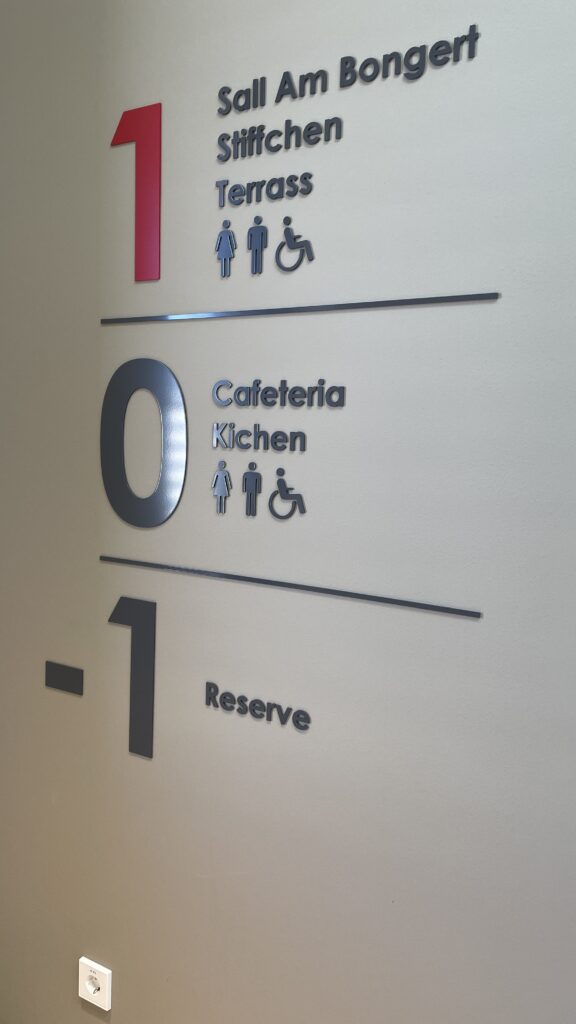 1
Sall Am Bongert
Stiffchen
Terrass
0
Cafeteria
Kichen
-1
Reserve